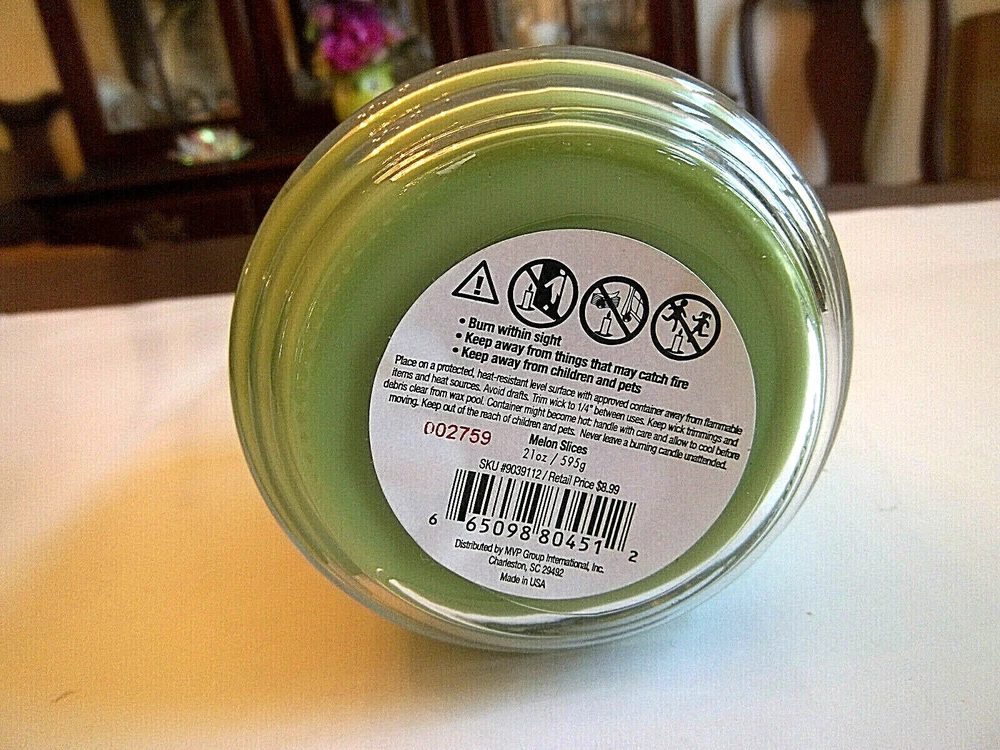 • Burn within sight
• Keep away from things that may catch fire
• Keep away from children and pets
Place on a protected, heat-resistant level surface with approved container away from flammable
items and heat sources. Avoid drafts. Trim wick to 1/4" between uses. Keep wick trimmings and
debris clear from wax pool. Container might become hot: handle with care and allow to cool before
moving. Keep out of the reach of children and pets. Never leave a burning candle unattended.
002759
Melon Slices
21oz / 595g
SKU #9039112 / Retail Price $8.99
6 65098 80451 2
Distributed by MVP Group International, Inc.
Charleston, SC 29492
Made in USA